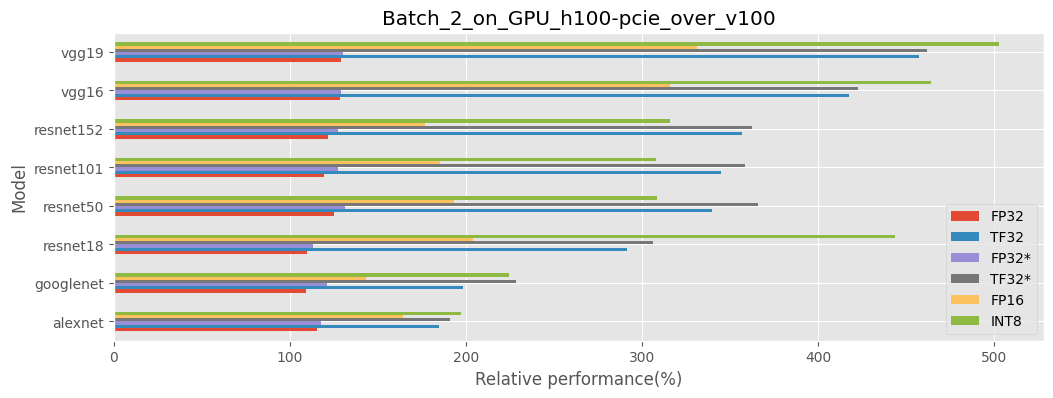 Batch_2_on_GPU_h100-pcie_over_v100
Model
vgg19
vgg16
resnet152
resnet101
resnet50
resnet18
googlenet
alexnet
FP32
TF32
FP32*
TF32*
FP16
INT8
0 100 200 300 400 500
Relative performance(%)